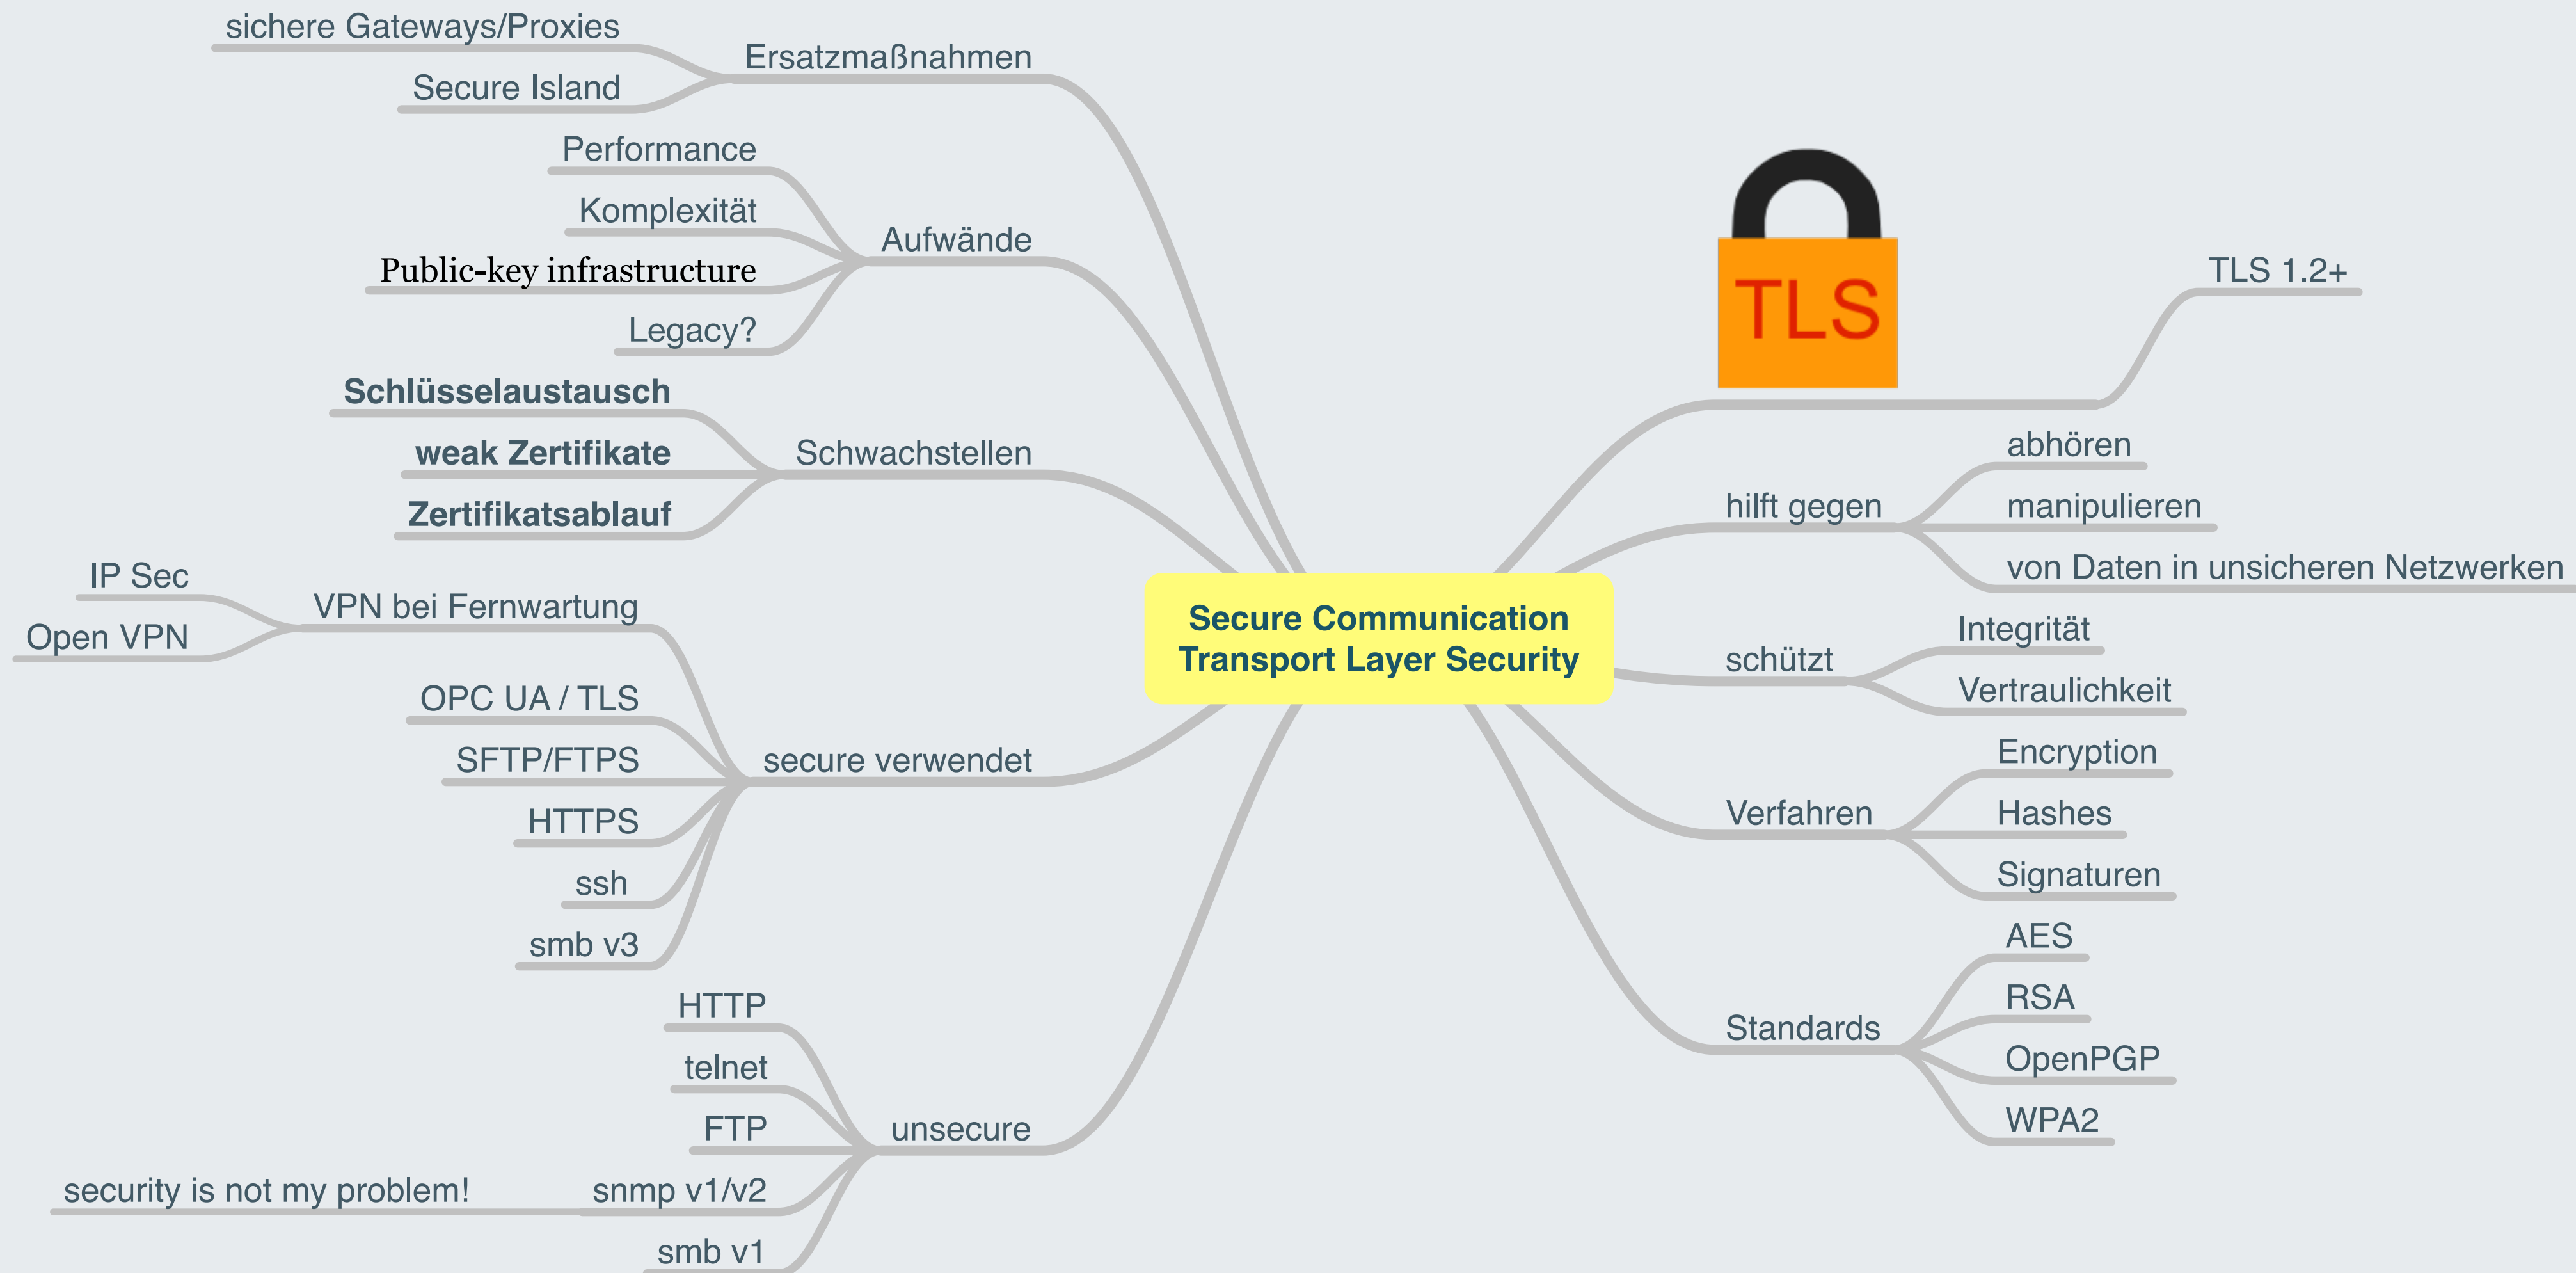 sichere Gateways/Proxies
Secure Island
Ersatzmaßnahmen
Performance
Komplexität
Public-key infrastructure
Legacy?
Aufwände
Schlüsselaustausch
weak Zertifikate
Zertifikatsablauf
Schwachstellen
IP Sec
Open VPN
VPN bei Fernwartung
OPC UA / TLS
SFTP/FTPS
HTTPS
ssh
smb v3
secure verwendet
HTTP
telnet
FTP
security is not my problem!
snmp v1/v2
smb v1
unsecure
Secure Communication
Transport Layer Security
TLS
TLS 1.2+
hilft gegen
abhören
manipulieren
von Daten in unsicheren Netzwerken
schützt
Integrität
Vertraulichkeit
Verfahren
Encryption
Hashes
Signaturen
Standards
AES
RSA
OpenPGP
WPA2